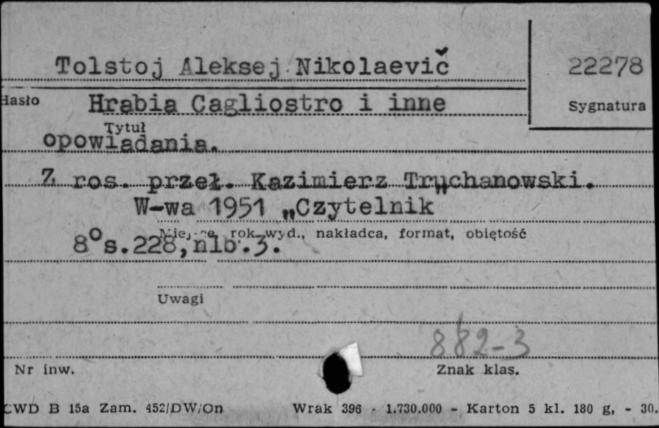 Tolstoj Aleksej Nikolaevič
22278
Hasło
Hrabia Cagliostro i inne
Sygnatura
Tytuł
opowiadania.
Z ros. przeł. Kazimierz Truchanowski.
W-wa 1951 „Czytelnik
Miejsce, rok wyd., nakładca, format, objętość
8° s.228, nlb. 3.
Uwagi
882-3
Nr inw.
Znak klas.
CWD B 15a Zam. 452/DW/On
Wrak 396 - 1.730.000 - Karton 5 kl. 180 g, - 30.